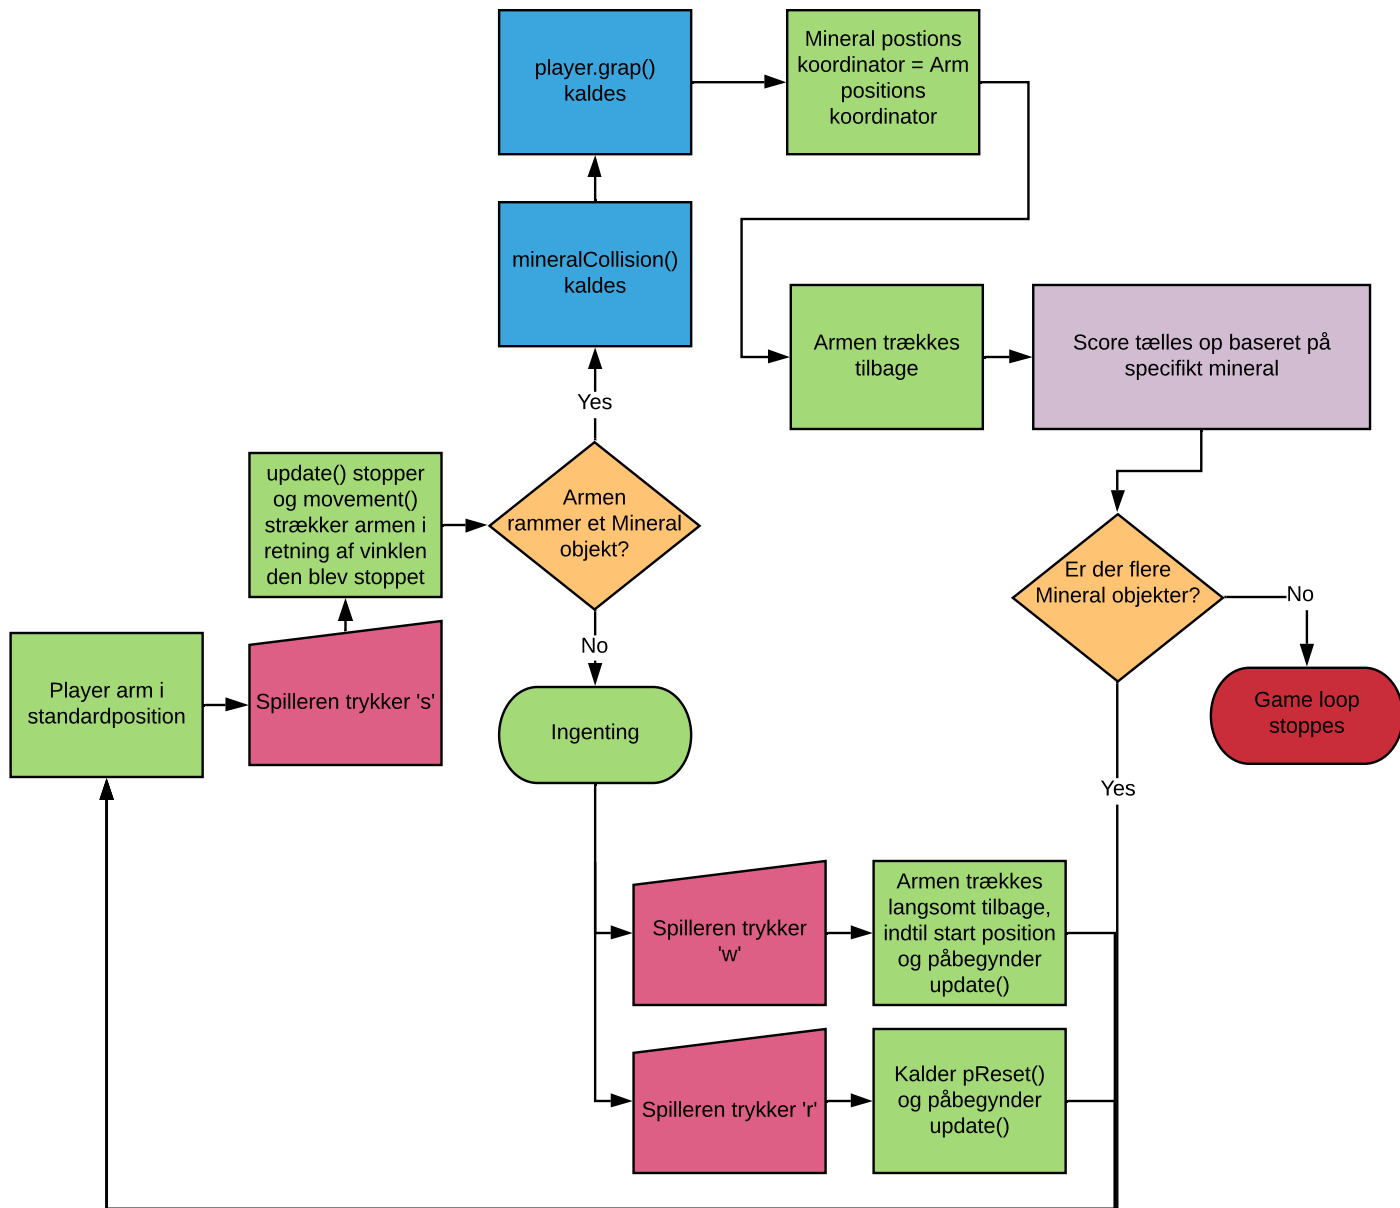 player.grap()
kaldes
Mineral postions
koordinator = Arm
positions
koordinator
mineralCollision()
kaldes
Armen trækkes
tilbage
Score tælles op baseret på
specifikt mineral
Yes
update() stopper
og movement()
strækker armen i
retning af vinklen
den blev stoppet
Armen
rammer et Mineral
objekt?
Er der flere
Mineral objekter?
No
No
Player arm i
standardposition
Spilleren trykker 's'
Ingenting
Game loop
stoppes
Yes
Spilleren trykker
'w'
Armen trækkes
langsomt tilbage,
indtil start position
og påbegynder
update()
Spilleren trykker 'r'
Kalder pReset()
og påbegynder
update()